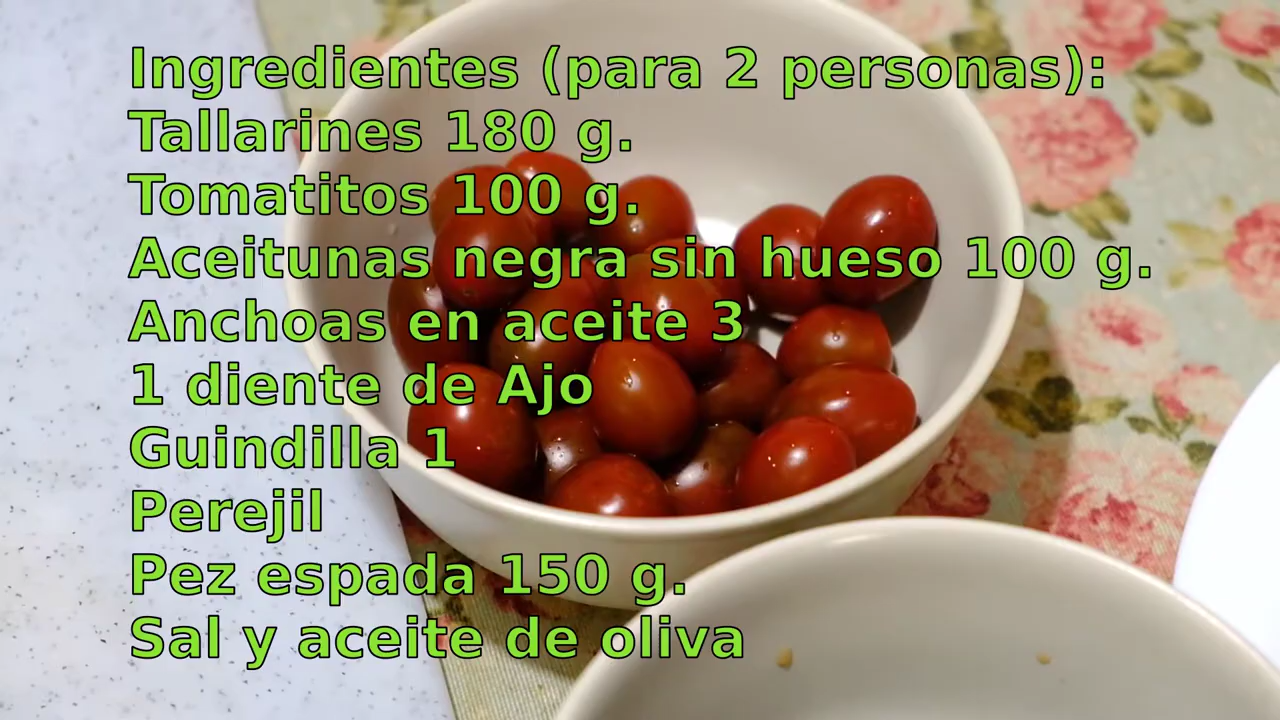 Ingredientes (para 2 personas):
Tallarines 180 g.
Tomatitos 100 g.
Aceitunas negra sin hueso 100 g.
Anchoas en aceite 3
1 diente de Ajo
Guindilla 1
Perejil
Pez espada 150 g.
Sal y aceite de oliva